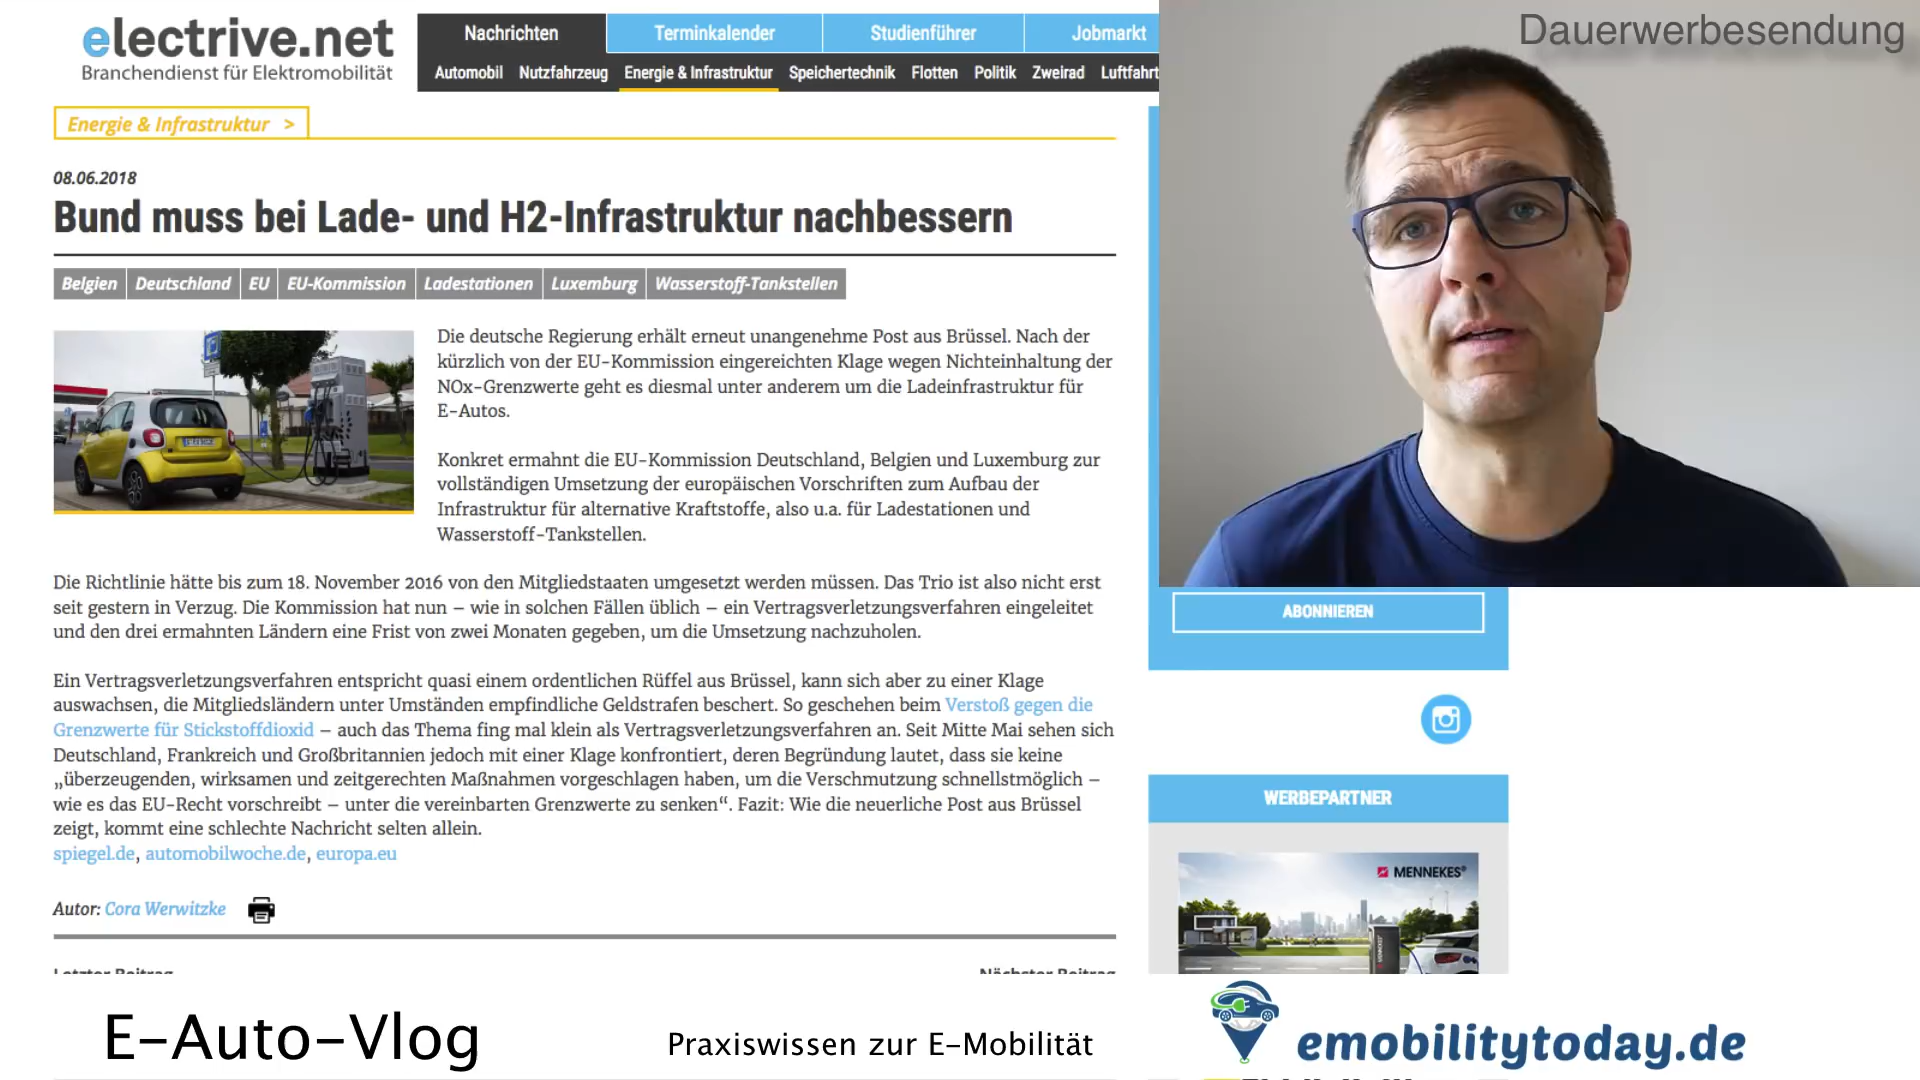 electrive.net
Branchendienst für Elektromobilität
Nachrichten
Terminkalender
Studienführer
Jobmarkt
Automobil
Nutzfahrzeug
Energie & Infrastruktur
Speichertechnik
Flotten
Politik
Zweirad
Luftfahrt
Dauerwerbesendung
Energie & Infrastruktur >
08.06.2018
Bund muss bei Lade- und H2-Infrastruktur nachbessern
Belgien
Deutschland
EU
EU-Kommission
Ladestationen
Luxemburg
Wasserstoff-Tankstellen
Die deutsche Regierung erhält erneut unangenehme Post aus Brüssel. Nach der
kürzlich von der EU-Kommission eingereichten Klage wegen Nichteinhaltung der
NOx-Grenzwerte geht es diesmal unter anderem um die Ladeinfrastruktur für
E-Autos.
Konkret ermahnt die EU-Kommission Deutschland, Belgien und Luxemburg zur
vollständigen Umsetzung der europäischen Vorschriften zum Aufbau der
Infrastruktur für alternative Kraftstoffe, also u.a. für Ladestationen und
Wasserstoff-Tankstellen.
Die Richtlinie hätte bis zum 18. November 2016 von den Mitgliedstaaten umgesetzt werden müssen. Das Trio ist also nicht erst
seit gestern in Verzug. Die Kommission hat nun – wie in solchen Fällen üblich – ein Vertragsverletzungsverfahren eingeleitet
und den drei ermahnten Ländern eine Frist von zwei Monaten gegeben, um die Umsetzung nachzuholen.
Ein Vertragsverletzungsverfahren entspricht quasi einem ordentlichen Rüffel aus Brüssel, kann sich aber zu einer Klage
auswachsen, die Mitgliedsländern unter Umständen empfindliche Geldstrafen beschert. So geschehen beim Verstoß gegen die
Grenzwerte für Stickstoffdioxid – auch das Thema fing mal klein als Vertragsverletzungsverfahren an. Seit Mitte Mai sehen sich
Deutschland, Frankreich und Großbritannien jedoch mit einer Klage konfrontiert, deren Begründung lautet, dass sie keine
„überzeugenden, wirksamen und zeitgerechten Maßnahmen vorgeschlagen haben, um die Verschmutzung schnellstmöglich –
wie es das EU-Recht vorschreibt – unter die vereinbarten Grenzwerte zu senken“. Fazit: Wie die neuerliche Post aus Brüssel
zeigt, kommt eine schlechte Nachricht selten allein.
spiegel.de, automobilwoche.de, europa.eu
Autor: Cora Werwitzke
Letzter Beitrag
Nächster Beitrag
ABONNIEREN
WERBEPARTNER
MENNEKES®
E-Auto-Vlog
Praxiswissen zur E-Mobilität
emobilitytoday.de